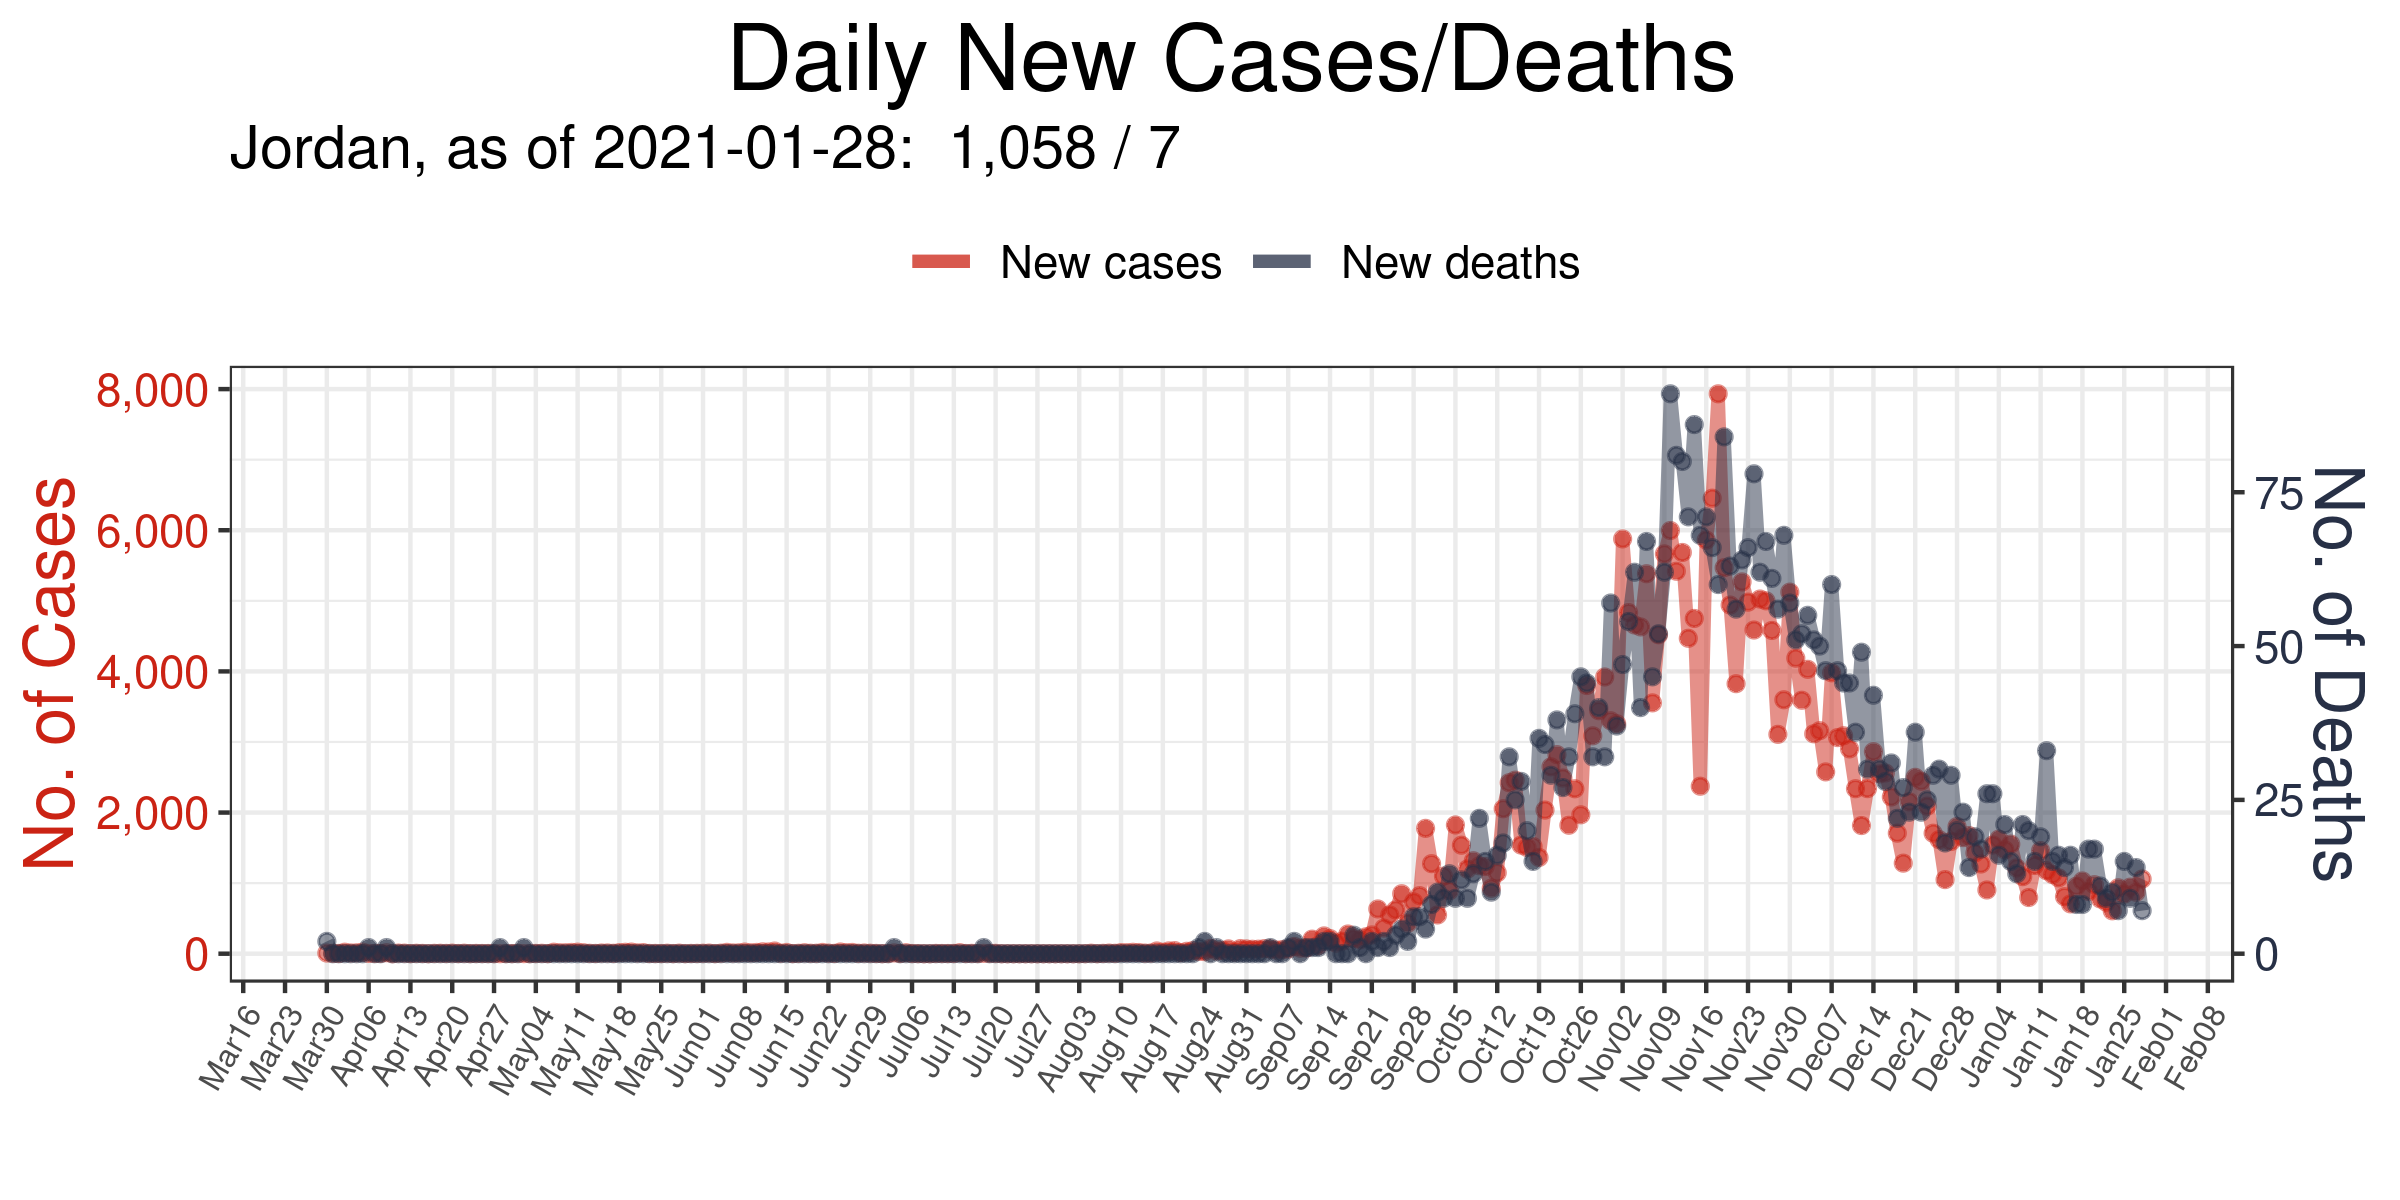 Daily New Cases/Deaths
Jordan, as of 2021-01-28:  1,058 / 7
New cases
New deaths
No. of Cases
8,000
6,000
4,000
2,000
0
No. of Deaths
75
50
25
0
Mar16
Mar23
Mar30
Apr06
Apr13
Apr20
Apr27
May04
May11
May18
May25
Jun01
Jun08
Jun15
Jun22
Jun29
Jul06
Jul13
Jul20
Jul27
Aug03
Aug10
Aug17
Aug24
Aug31
Sep07
Sep14
Sep21
Sep28
Oct05
Oct12
Oct19
Oct26
Nov02
Nov09
Nov16
Nov23
Nov30
Dec07
Dec14
Dec21
Dec28
Jan04
Jan11
Jan18
Jan25
Feb01
Feb08